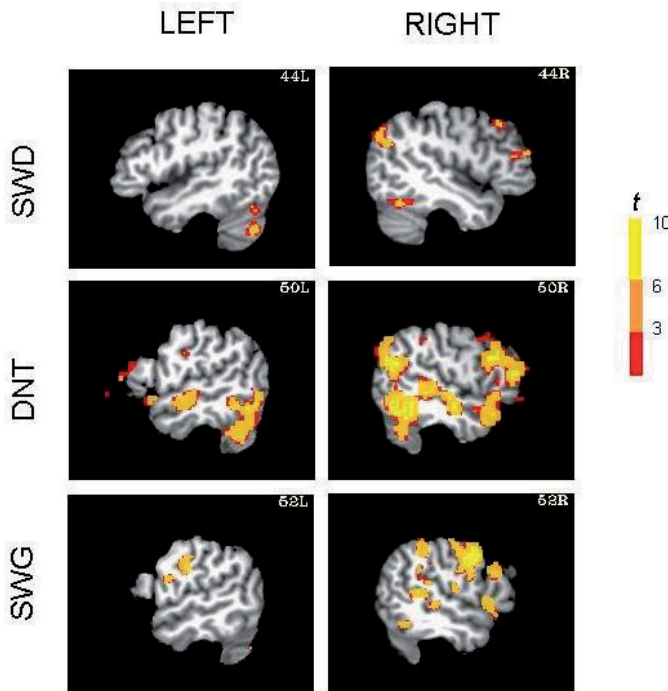 LEFT RIGHT
SWD 44L 44R
t
10
6
3
DNT 50L 50R
SWG 52L 52R